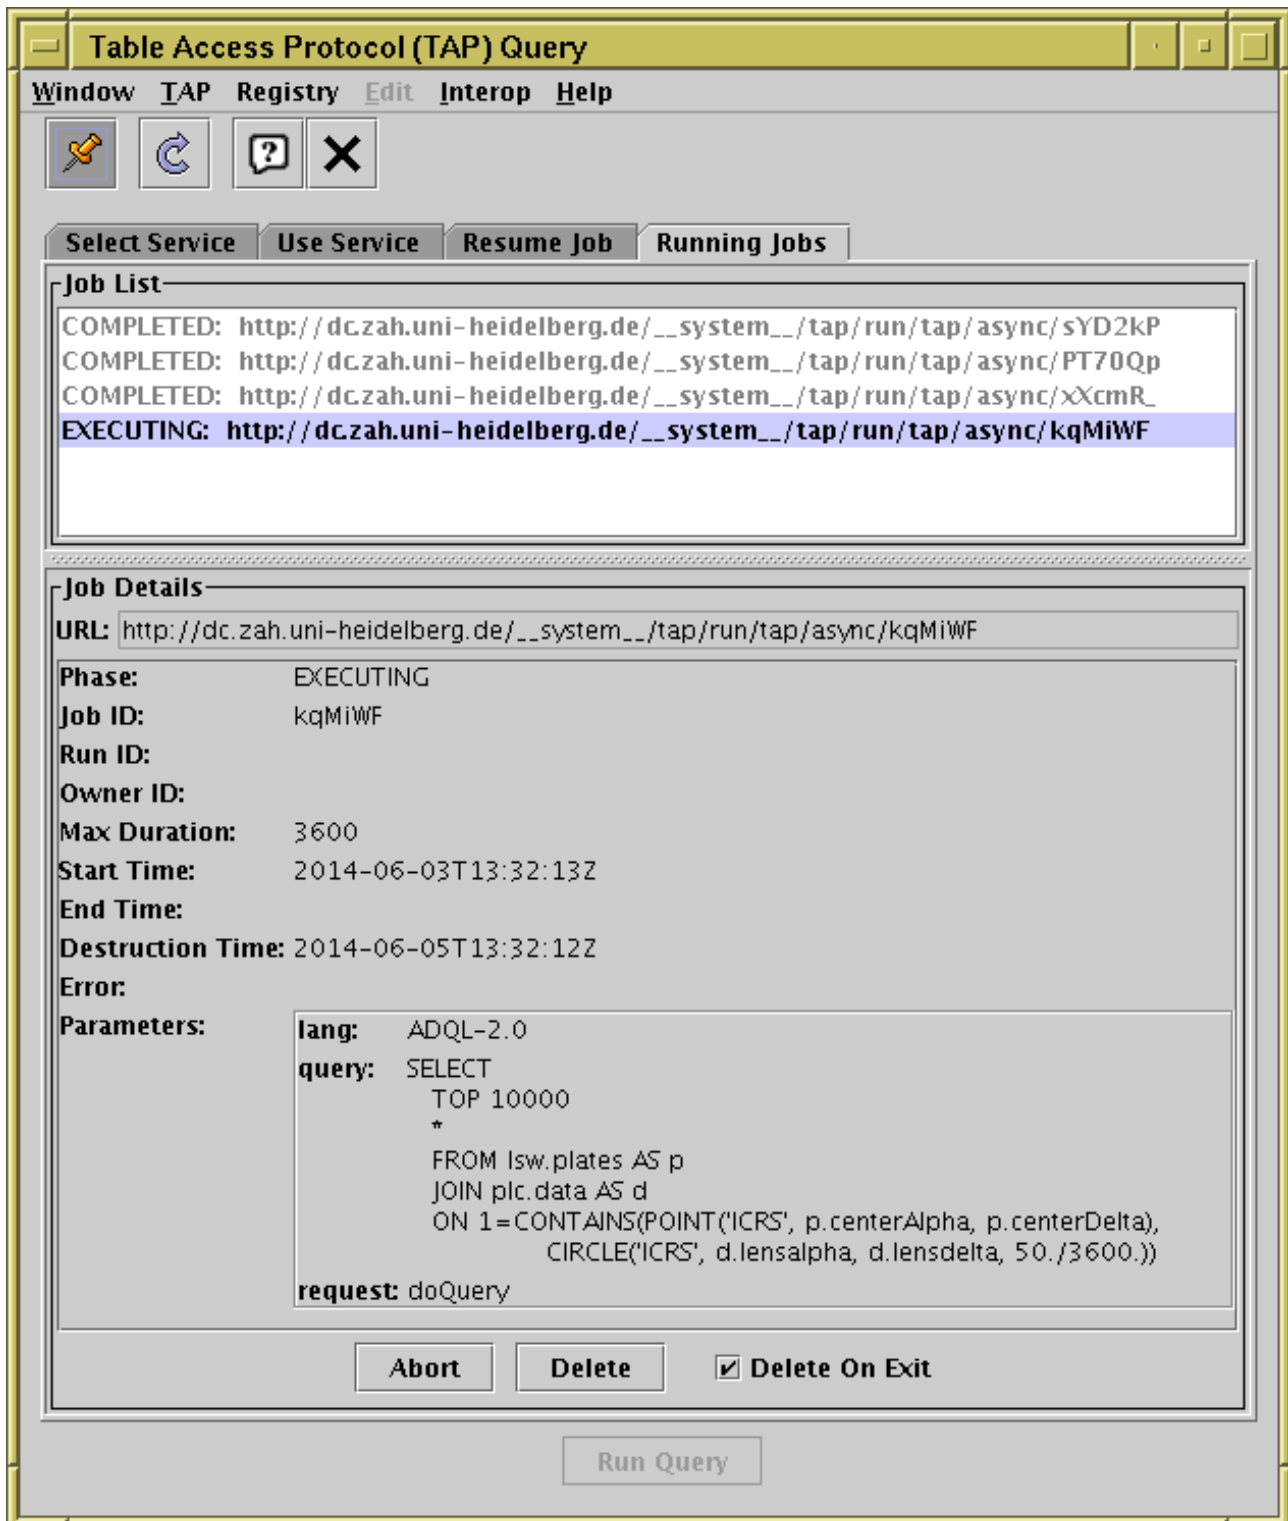 Table Access Protocol (TAP) Query
Window TAP Registry Edit Interop Help
Select Service Use Service Resume Job Running Jobs
Job List
COMPLETED: http://dc.zah.uni-heidelberg.de/__system__/tap/run/tap/async/sYD2kP
COMPLETED: http://dc.zah.uni-heidelberg.de/__system__/tap/run/tap/async/PT70Qp
COMPLETED: http://dc.zah.uni-heidelberg.de/__system__/tap/run/tap/async/xXcmR_
EXECUTING: http://dc.zah.uni-heidelberg.de/__system__/tap/run/tap/async/kqMiWF
Job Details
URL: http://dc.zah.uni-heidelberg.de/__system__/tap/run/tap/async/kqMiWF
Phase: EXECUTING
Job ID: kqMiWF
Run ID:
Owner ID:
Max Duration: 3600
Start Time: 2014-06-03T13:32:13Z
End Time:
Destruction Time: 2014-06-05T13:32:12Z
Error:
Parameters: lang: ADQL-2.0
query: SELECT
TOP 10000
*
FROM lsw.plates AS p
JOIN plc.data AS d
ON 1=CONTAINS(POINT('ICRS', p.centerAlpha, p.centerDelta),
CIRCLE('ICRS', d.lensalpha, d.lensdelta, 50./3600.))
request: doQuery
Abort Delete Delete On Exit
Run Query